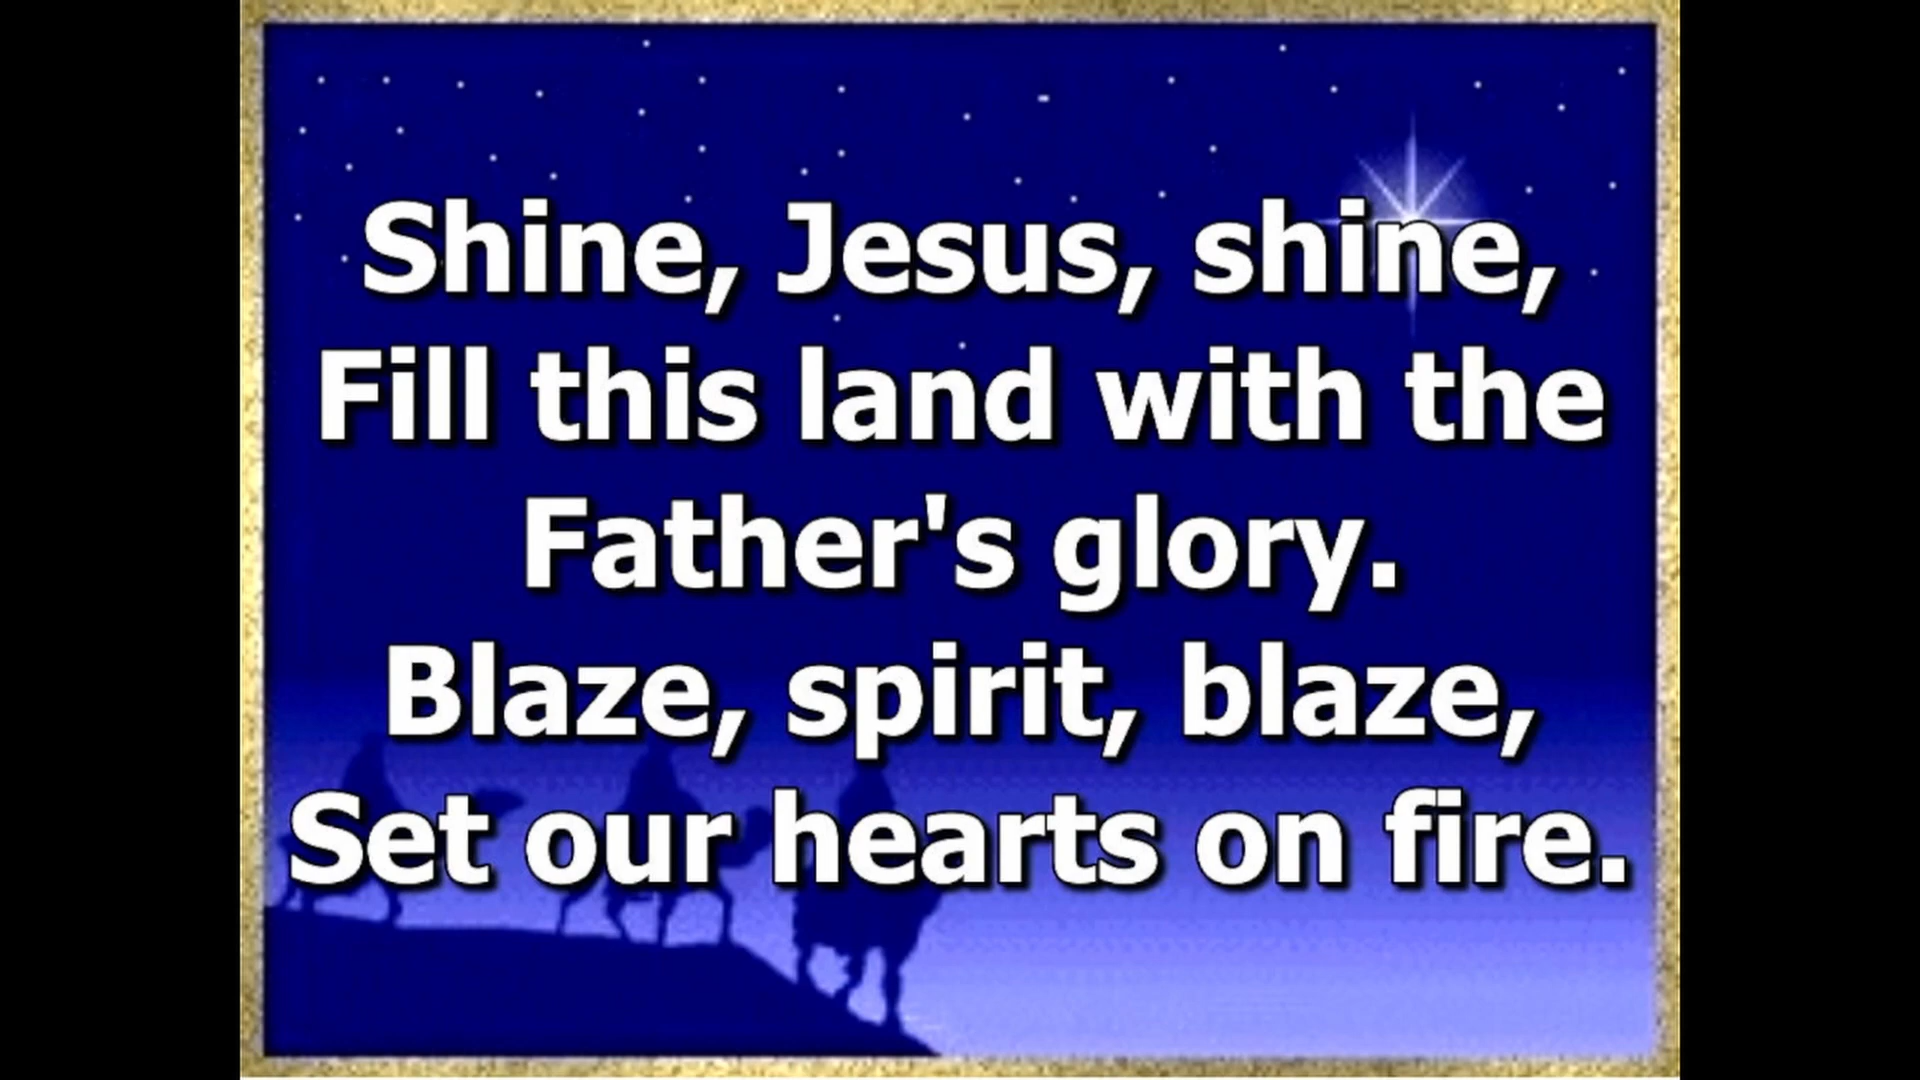 Shine, Jesus, shine,
Fill this land with the
Father's glory.
Blaze, spirit, blaze,
Set our hearts on fire.